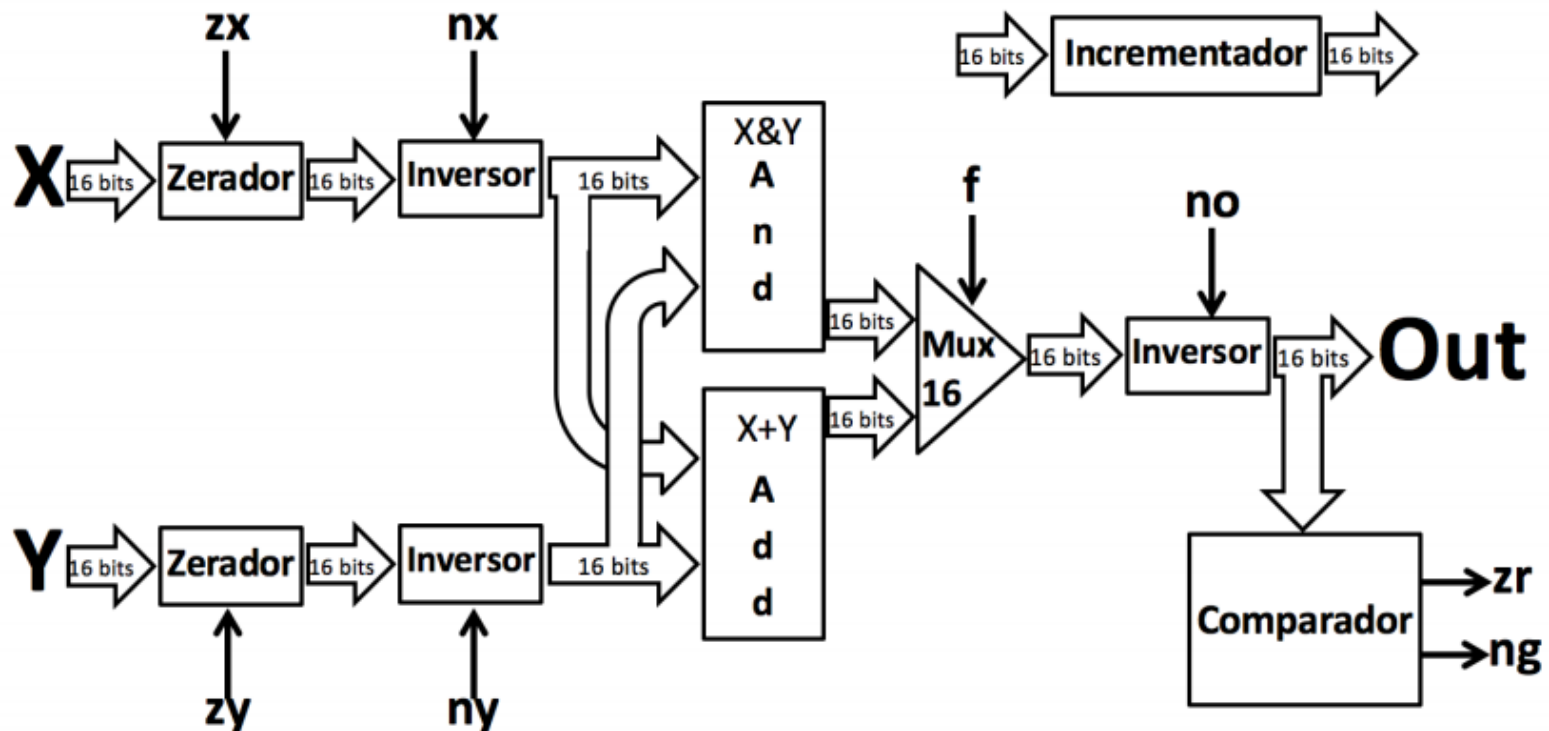 zx
nx
16 bits
Incrementador
16 bits
X
16 bits
Zerador
16 bits
Inversor
16 bits
X&Y
A
n
d
f
no
16 bits
Mux
16
16 bits
Inversor
16 bits
Out
16 bits
X+Y
A
d
d
Y
16 bits
Zerador
16 bits
Inversor
16 bits
Comparador
zr
ng
zy
ny